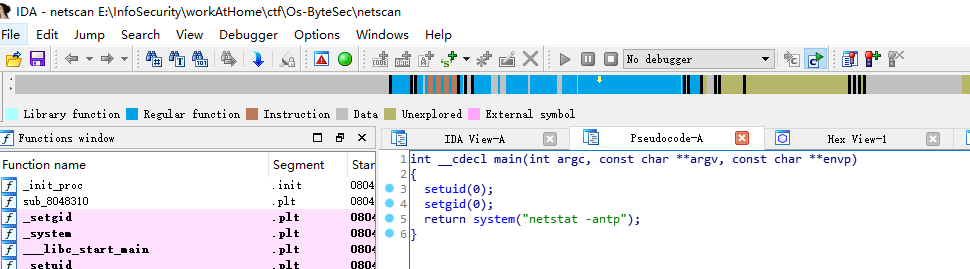 IDA - netscan E:\InfoSecurity\workAtHome\ctf\Os-ByteSec\netscan
File Edit Jump Search View Debugger Options Windows Help
No debugger
Library function Regular function Instruction Data Unexplored External symbol
Functions window
IDA View-A Pseudocode-A Hex View-1
Function name Segment Star
_init_proc .init 0804
sub_8048310 .plt 0804
_setgid .plt 0804
_system .plt 0804
___libc_start_main .plt 0804
_setuid .plt 0804
1 int __cdecl main(int argc, const char **argv, const char **envp)
2 {
3 setuid(0);
4 setgid(0);
5 return system("netstat -antp");
6 }